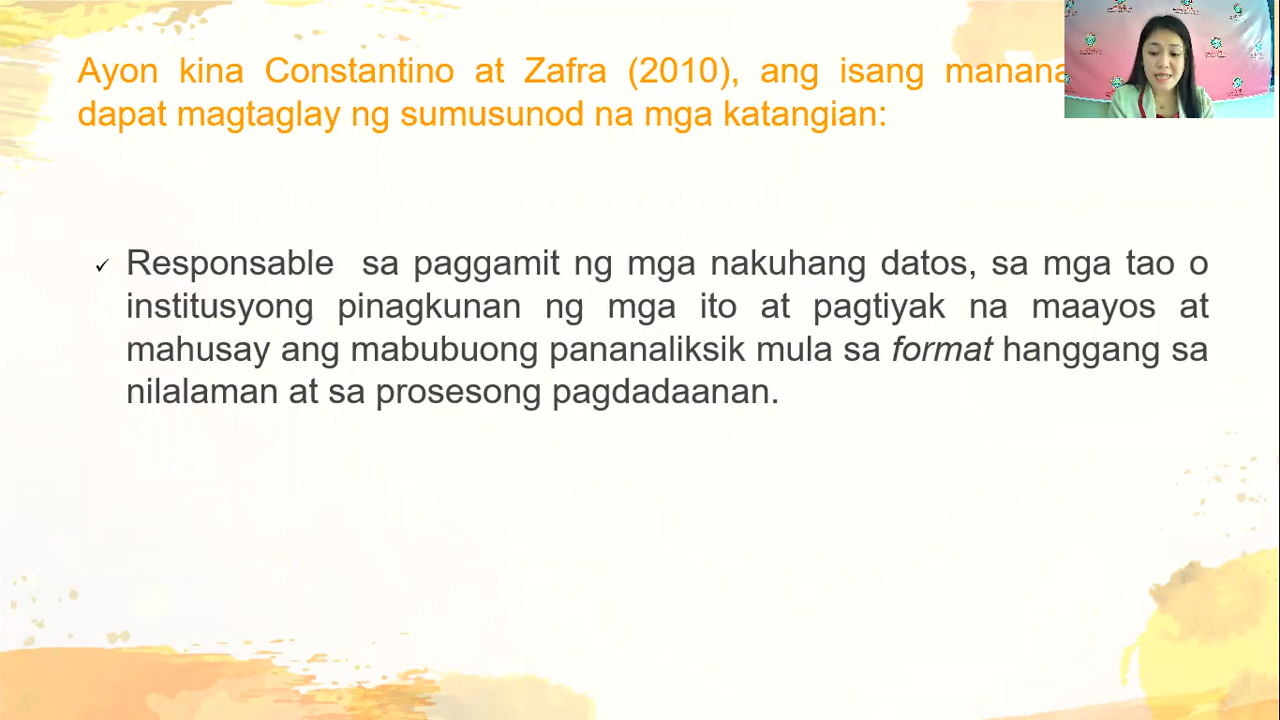 Ayon kina Constantino at Zafra (2010), ang isang
dapat magtaglay ng sumusunod na mga katangian:
✓ Responsable sa paggamit ng mga nakuhang datos, sa mga tao o
institusyong pinagkunan ng mga ito at pagtiyak na maayos at
mahusay ang mabubuong pananaliksik mula sa format hanggang sa
nilalaman at sa prosesong pagdadaanan.